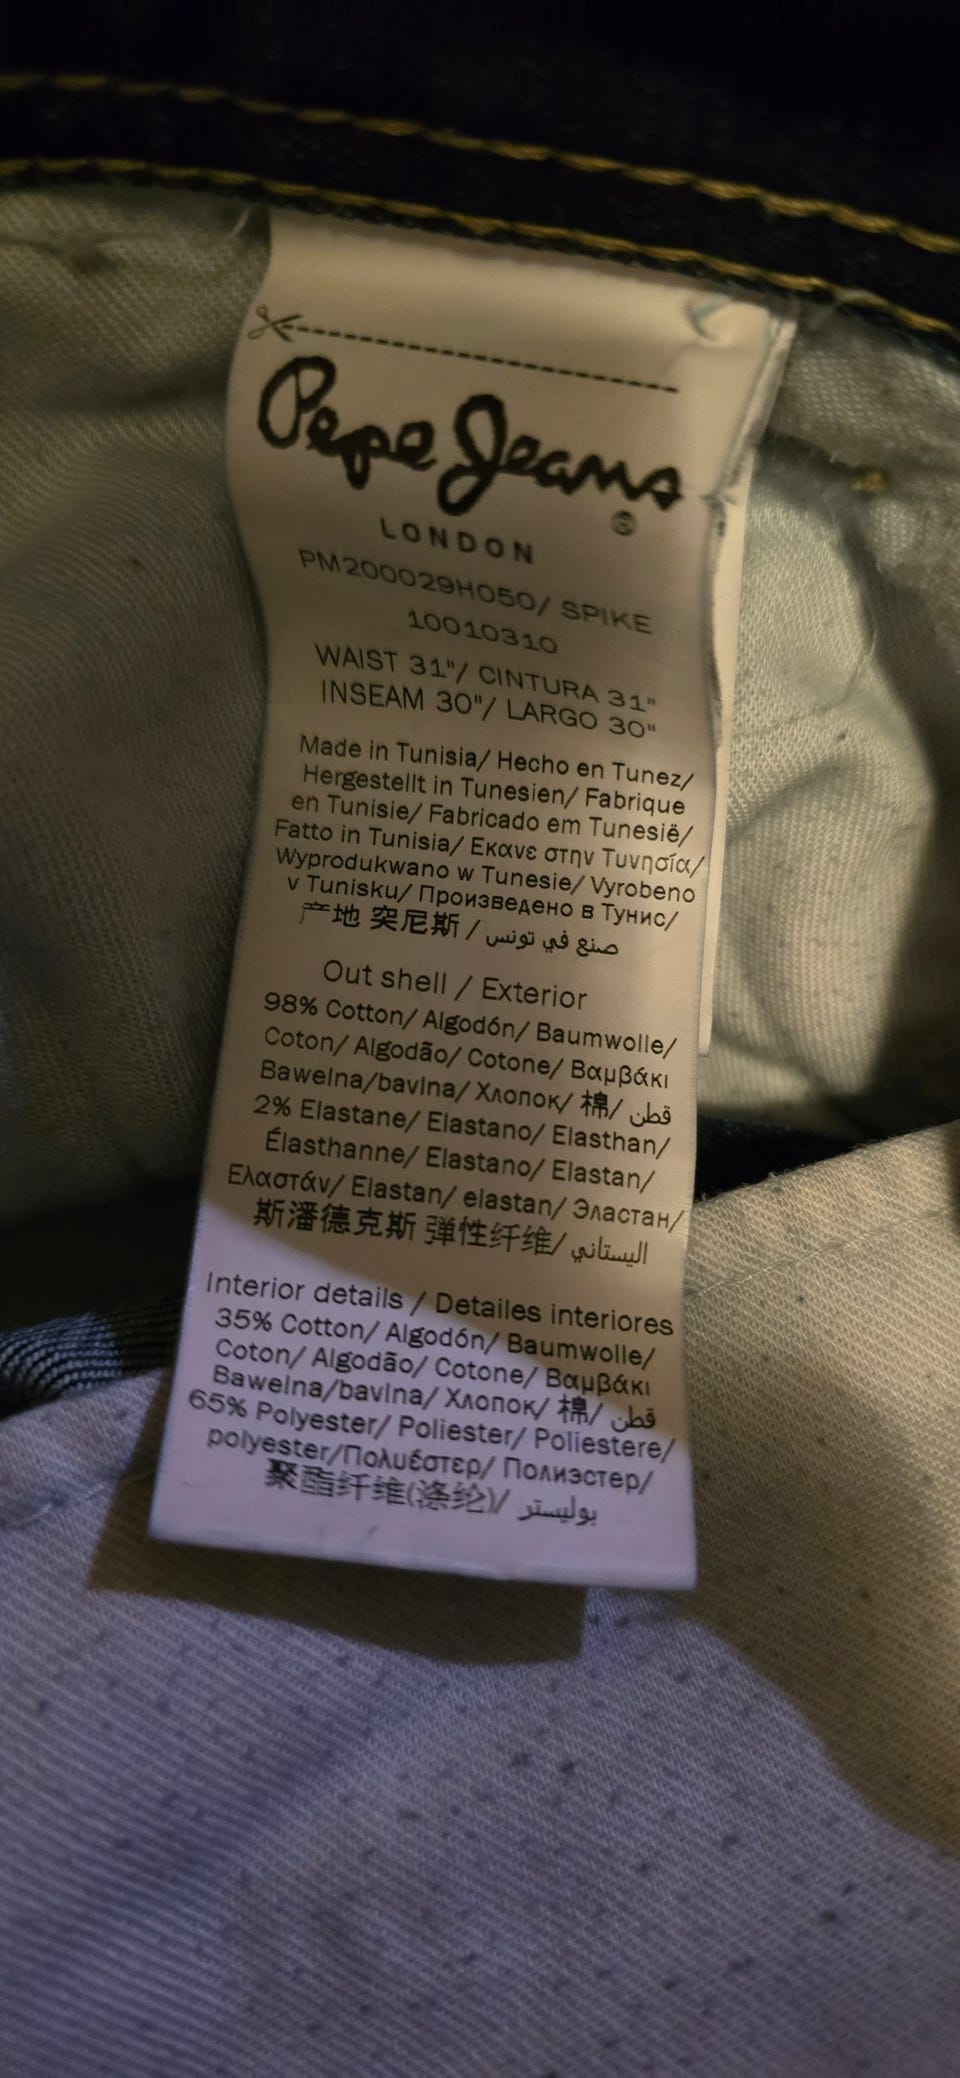 Pepe Jeans
®
LONDON
PM200029H050/ SPIKE
10010310
WAIST 31"/ CINTURA 31"
INSEAM 30"/ LARGO 30"
Made in Tunisia/ Hecho en Tunez/
Hergestellt in Tunesien/ Fabrique
en Tunisie/ Fabricado em Tunesië/
Fatto in Tunisia/ Εκανε στην Τυνησία/
Wyprodukwano w Tunesie/ Vyrobeno
v Tunisku/ Произведено в Тунис/
产地 突尼斯 / صنع في تونس
Out shell / Exterior
98% Cotton/ Algodón/ Baumwolle/
Coton/ Algodão/ Cotone/ Βαμβάκι
Bawelna/bavlna/ Хлопок/ 棉/ قطن
2% Elastane/ Elastano/ Elasthan/
Élasthanne/ Elastano/ Elastan/
Ελαστάν/ Elastan/ elastan/ Эластан/
斯潘德克斯 弹性纤维/ اليستاني
Interior details / Detailes interiores
35% Cotton/ Algodón/ Baumwolle/
Coton/ Algodão/ Cotone/ Βαμβάκι
Bawelna/bavlna/ Хлопок/ 棉/ قطن
65% Polyester/ Poliester/ Poliestere/
polyester/Πολυέστερ/ Полиэстер/
聚酯纤维(涤纶)/ بوليستر